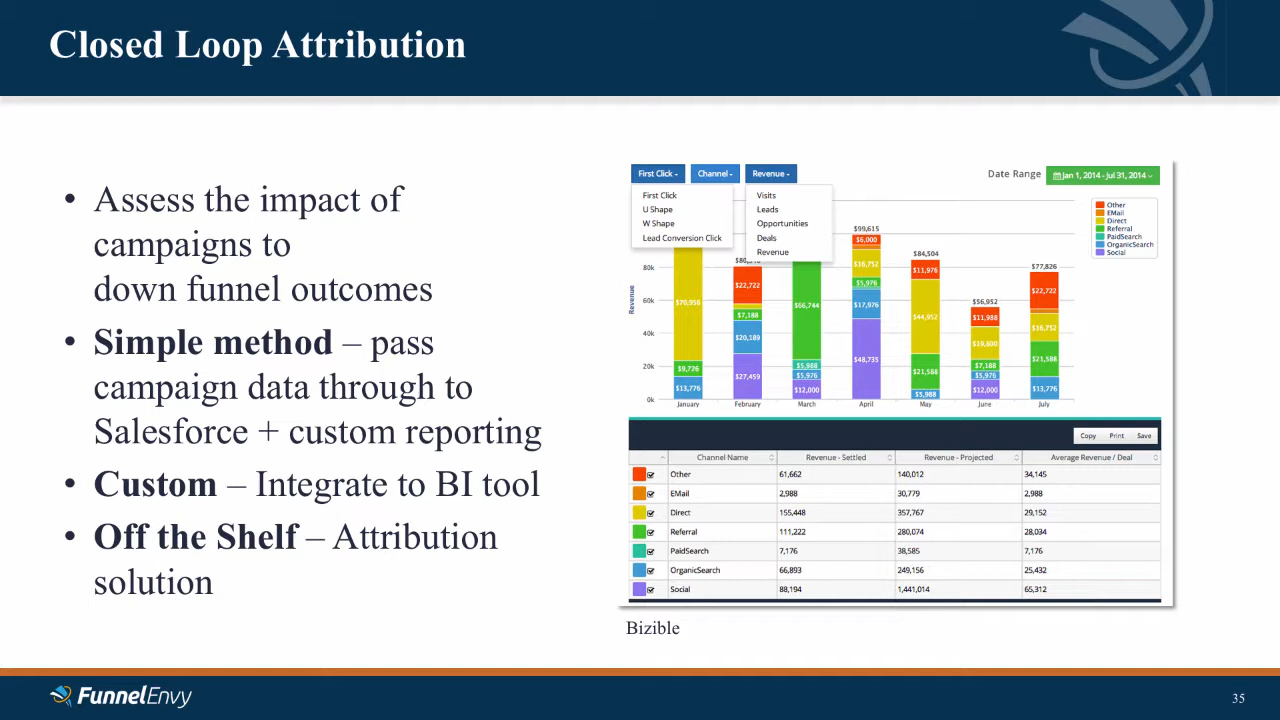 Closed Loop Attribution
• Assess the impact of
campaigns to
down funnel outcomes
• Simple method – pass
campaign data through to
Salesforce + custom reporting
• Custom – Integrate to BI tool
• Off the Shelf – Attribution
solution
First Click Channel Revenue
Date Range Jan 1, 2014 - Jul 31, 2014
First Click
U Shape
W Shape
Lead Conversion Click
Visits
Leads
Opportunities
Deals
Revenue
Other
EMail
Direct
Referral
PaidSearch
OrganicSearch
Social
Revenue
80k
60k
40k
20k
0k
$70,956
$9,726
$13,776
$22,722
$7,188
$20,189
$27,459
$66,744
$5,988
$5,976
$12,000
$99,615
$6,000
$16,752
$5,976
$17,976
$48,735
$84,504
$11,976
$44,952
$21,588
$5,988
$56,952
$11,988
$19,800
$7,188
$5,976
$12,000
$77,826
$22,722
$16,752
$21,588
$13,776
January February March April May June July
Copy Print Save
Channel Name Revenue - Settled Revenue - Projected Average Revenue / Deal
Other 61,662 140,012 34,145
EMail 2,988 30,779 2,988
Direct 155,448 357,767 29,152
Referral 111,222 280,074 28,034
PaidSearch 7,176 38,585 7,176
OrganicSearch 66,893 249,156 25,432
Social 88,194 1,441,014 65,312
Bizible
FunnelEnvy
35